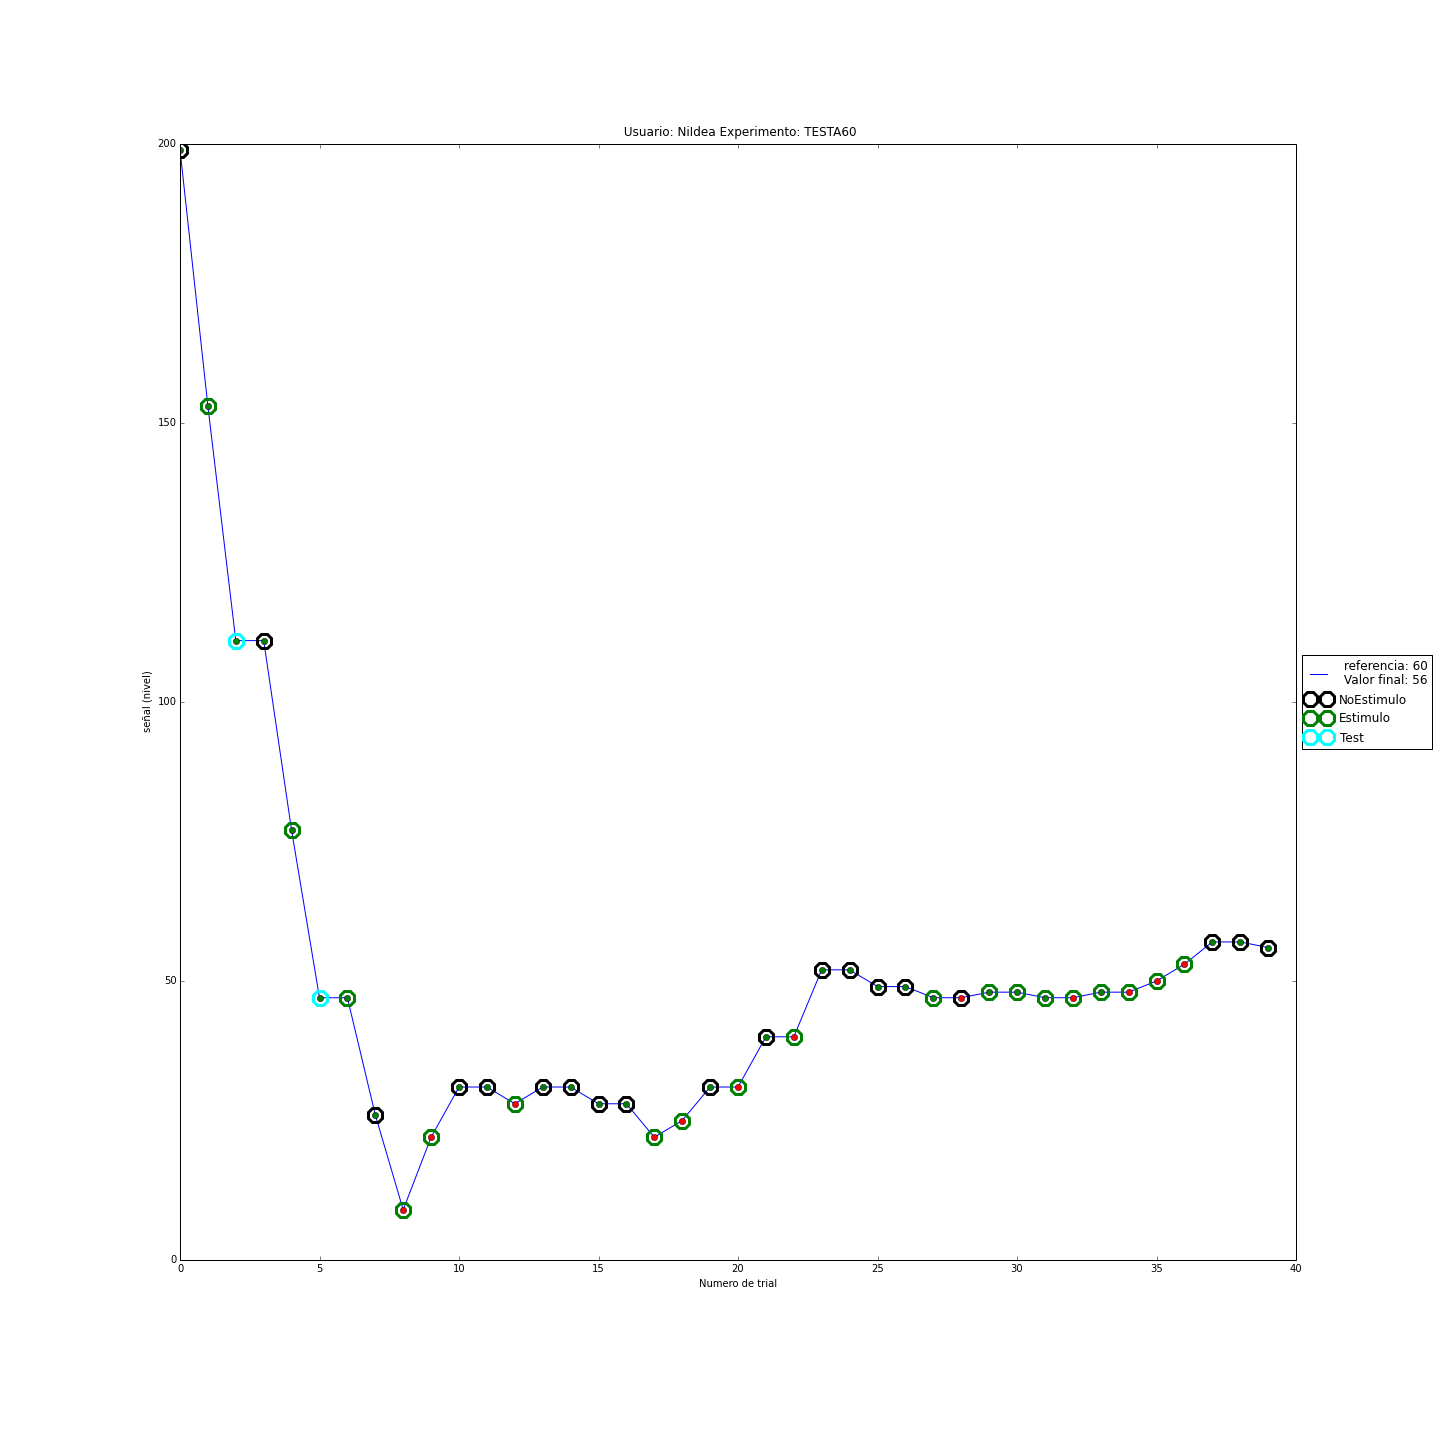 Usuario: Nildea Experimento: TESTA60
200
150
100
50
0
señal (nivel)
0 5 10 15 20 25 30 35 40
Numero de trial
referencia: 60
Valor final: 56
NoEstimulo
Estimulo
Test